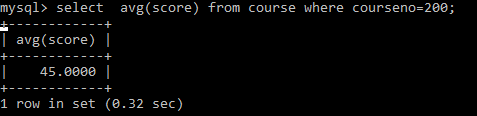 mysql> select  avg(score) from course where courseno=200;
+------------+
| avg(score) |
+------------+
|    45.0000 |
+------------+
1 row in set (0.32 sec)